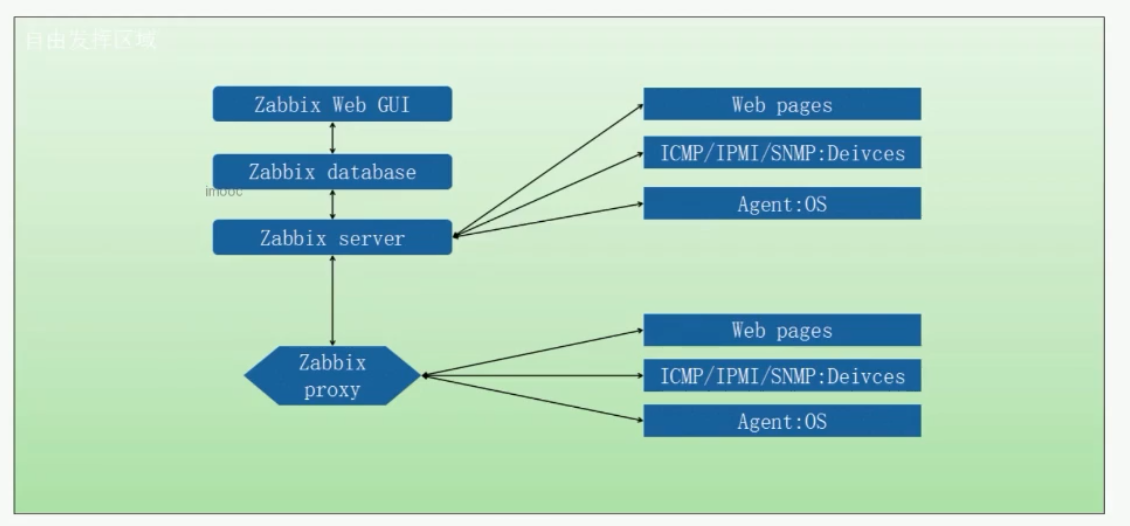 自由发挥区域
Zabbix Web GUI
Zabbix database
imooc
Zabbix server
Zabbix
proxy
Web pages
ICMP/IPMI/SNMP:Deivces
Agent:OS
Web pages
ICMP/IPMI/SNMP:Deivces
Agent:OS